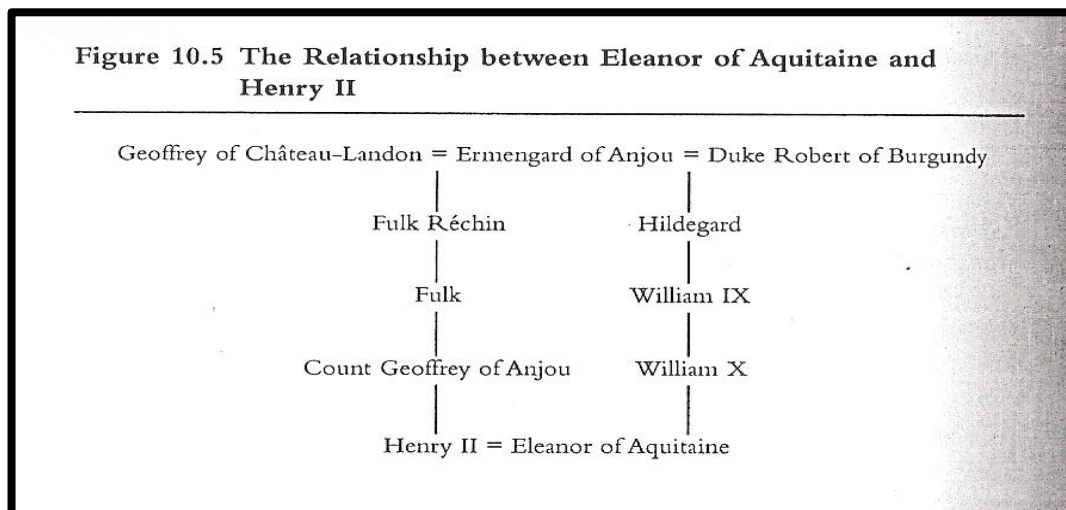 Figure 10.5 The Relationship between Eleanor of Aquitaine and
Henry II
Geoffrey of Château-Landon = Ermengard of Anjou = Duke Robert of Burgundy
Fulk Réchin Hildegard
Fulk William IX
Count Geoffrey of Anjou William X
Henry II = Eleanor of Aquitaine